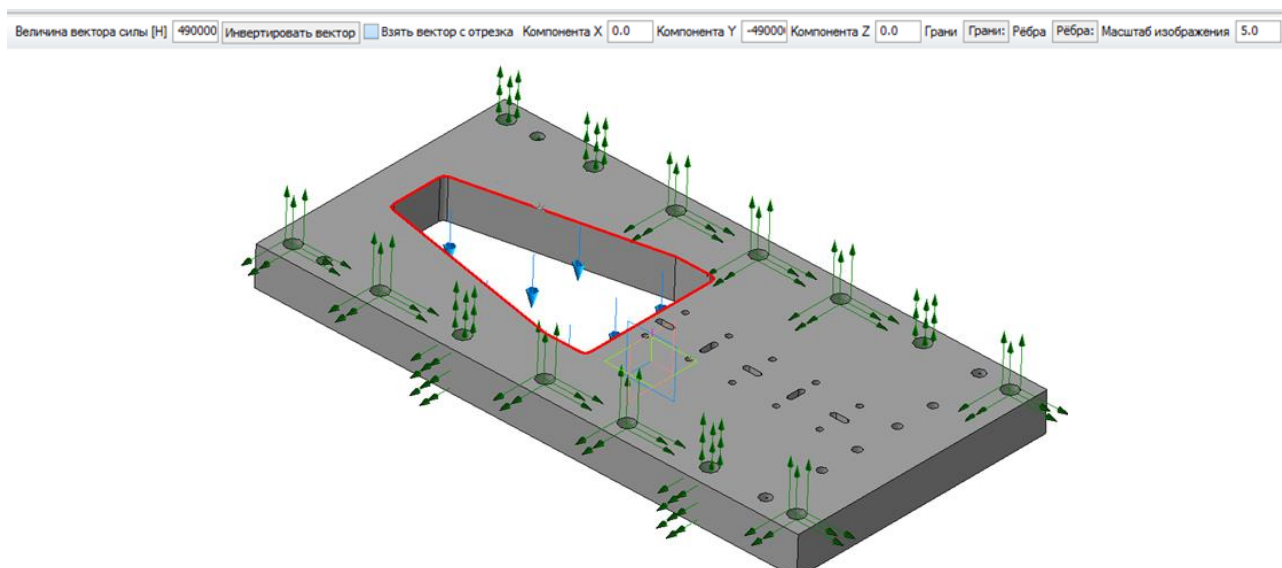 Величина вектора силы [Н] 490000 Инвертировать вектор Взять вектор с отрезка Компонента X 0.0 Компонента Y -49000 Компонента Z 0.0 Грани Грани: Рёбра Рёбра: Масштаб изображения 5.0